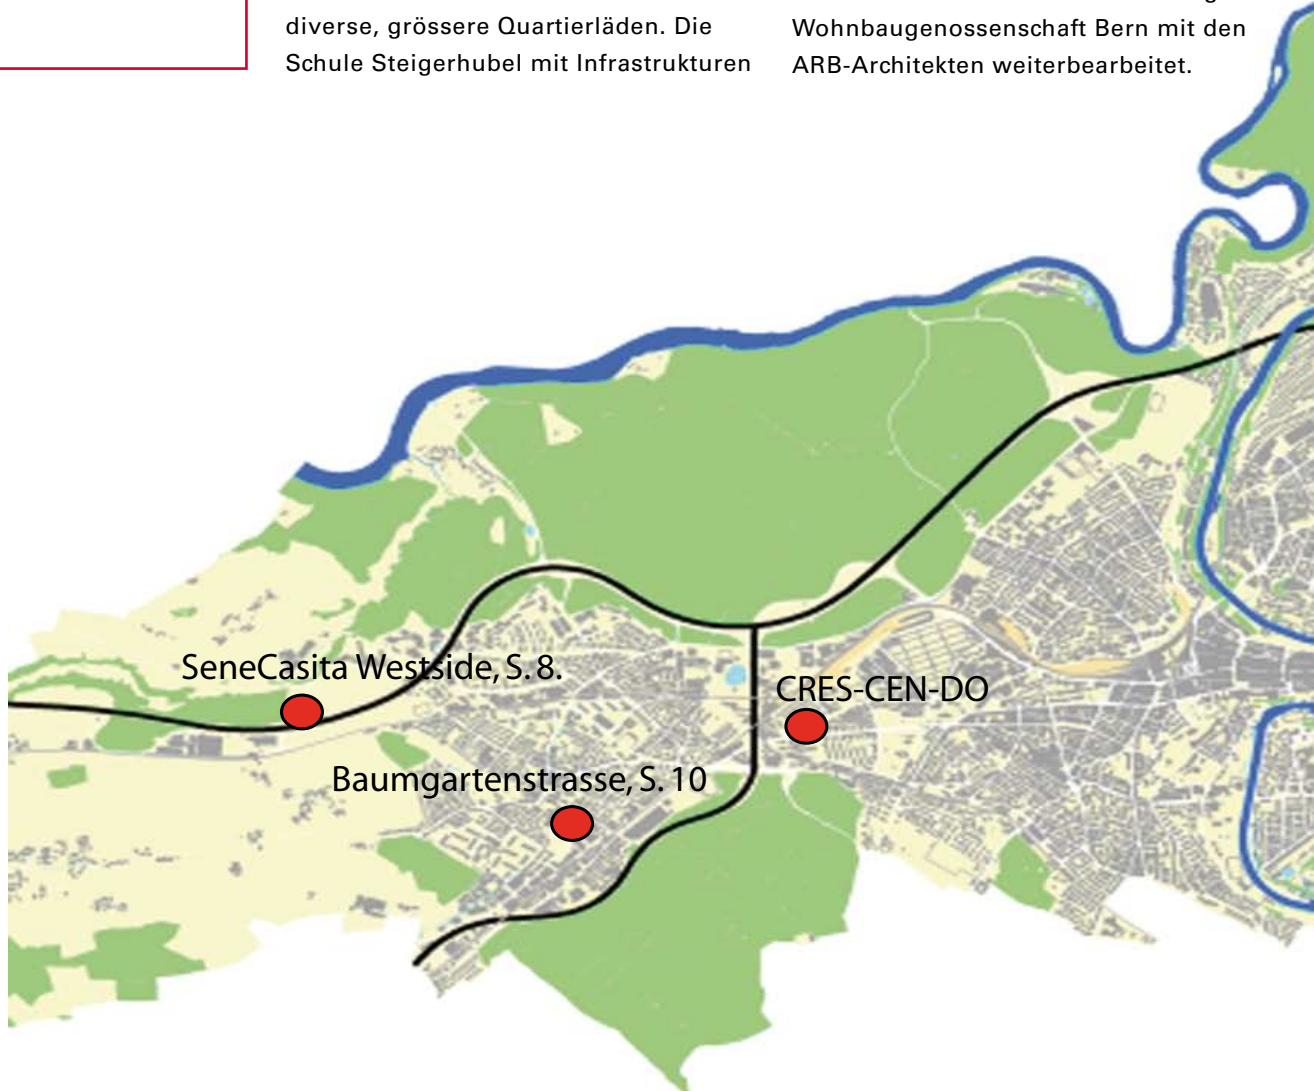 diverse, grössere Quartierläden. Die
Schule Steigerhubel mit Infrastrukturen
Wohnbaugenossenschaft Bern mit den
ARB-Architekten weiterbearbeitet.
SeneCasita Westside, S. 8.
CRES-CEN-DO
Baumgartenstrasse, S. 10